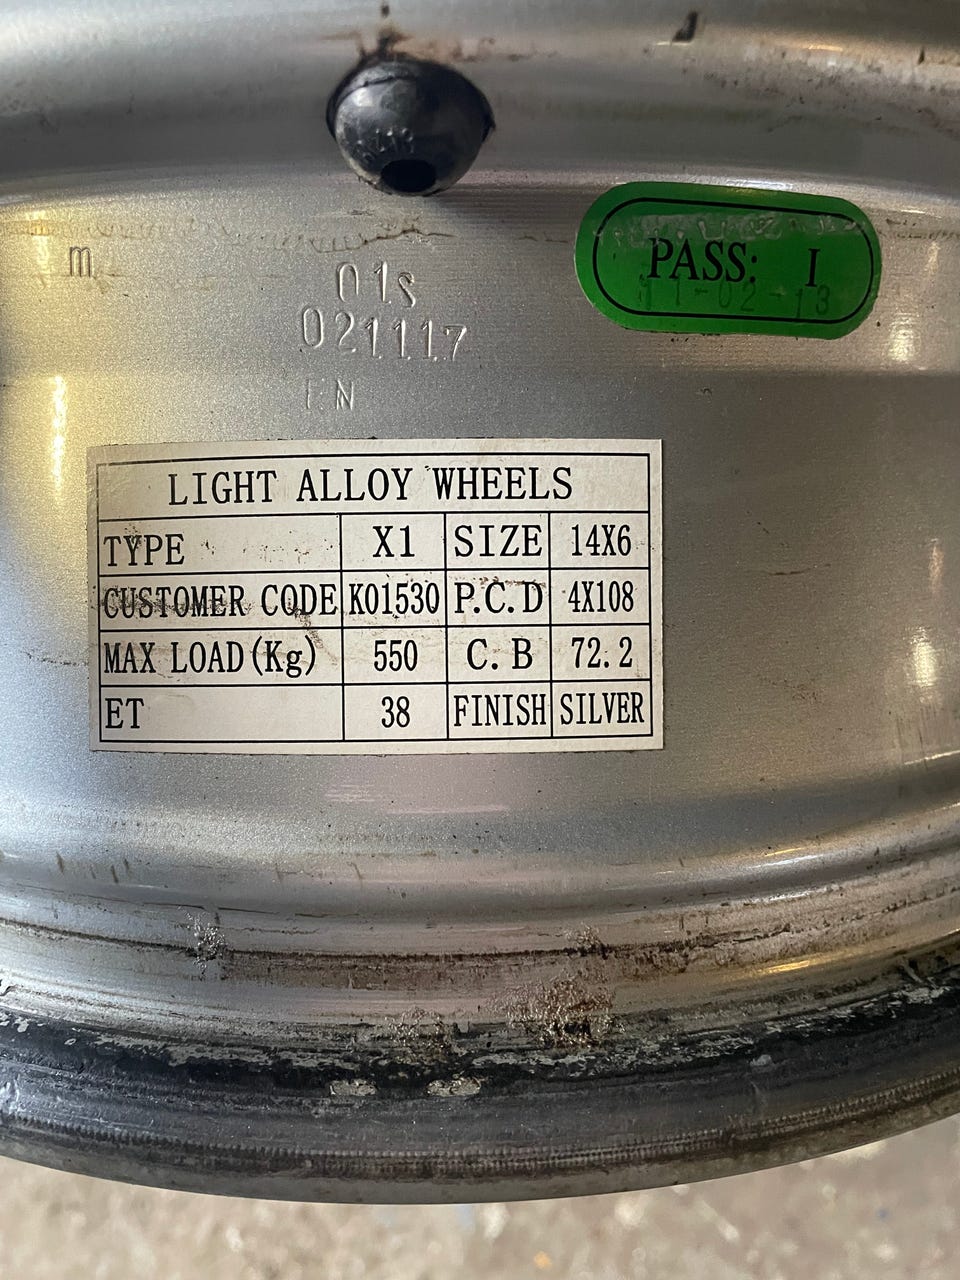 m
01s
021117
PASS: I
LIGHT ALLOY WHEELS
TYPE X1 SIZE 14X6
CUSTOMER CODE K01530 P.C.D 4X108
MAX LOAD(Kg) 550 C.B 72.2
ET 38 FINISH SILVER